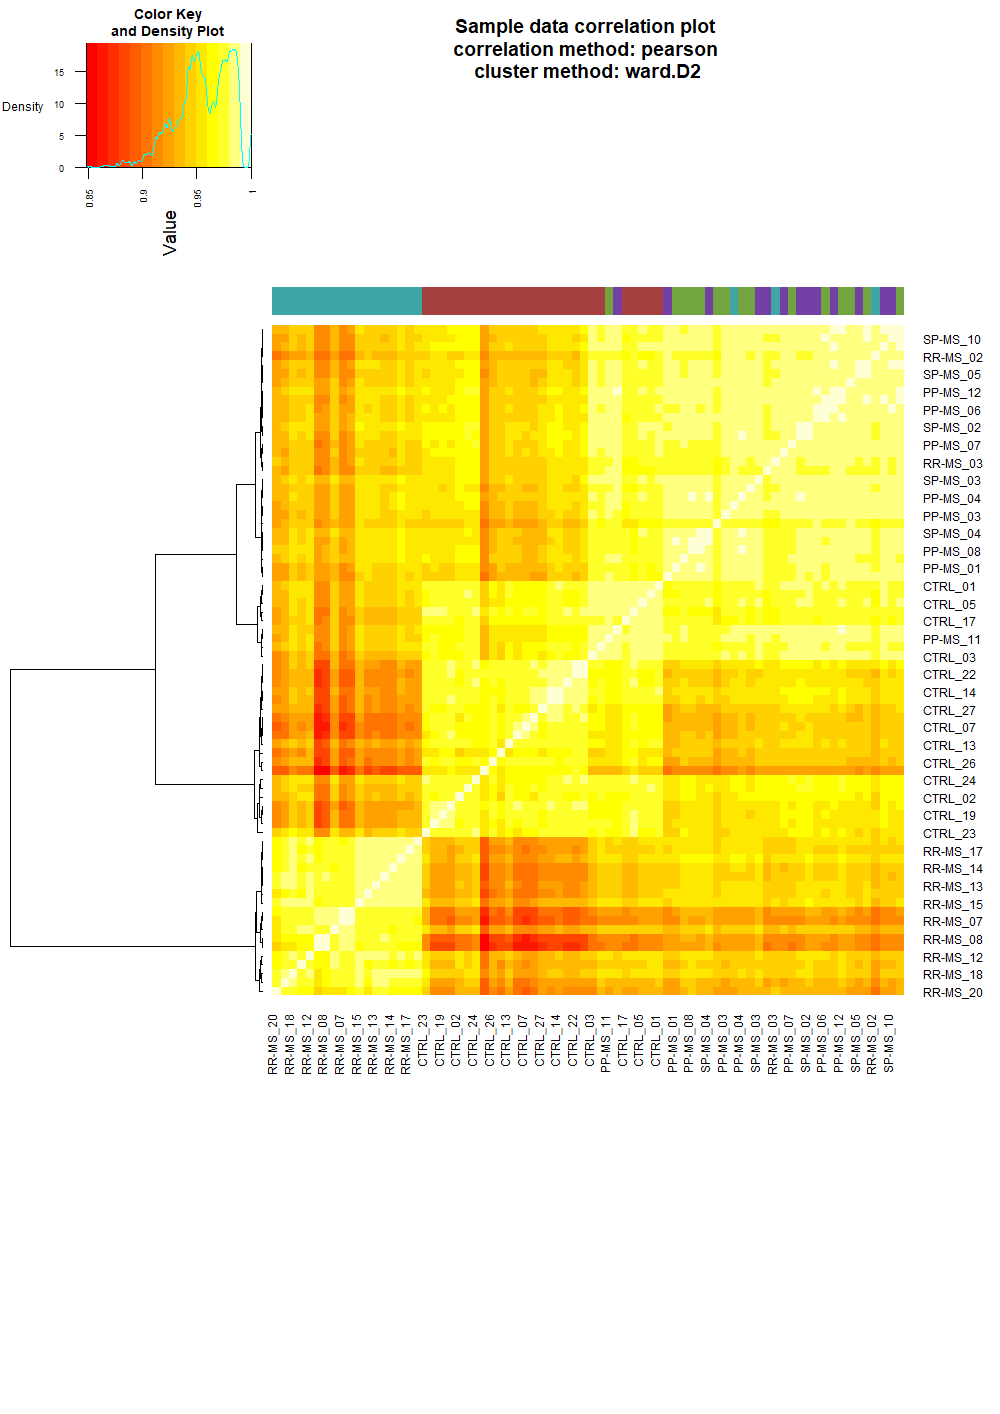 Color Key
and Density Plot
Sample data correlation plot
correlation method: pearson
cluster method: ward.D2
15
10
5
0
Density
0.85
0.9
0.95
1
Value
SP-MS_10
RR-MS_02
SP-MS_05
PP-MS_12
PP-MS_06
SP-MS_02
PP-MS_07
RR-MS_03
SP-MS_03
PP-MS_04
PP-MS_03
SP-MS_04
PP-MS_08
PP-MS_01
CTRL_01
CTRL_05
CTRL_17
PP-MS_11
CTRL_03
CTRL_22
CTRL_14
CTRL_27
CTRL_07
CTRL_13
CTRL_26
CTRL_24
CTRL_02
CTRL_19
CTRL_23
RR-MS_17
RR-MS_14
RR-MS_13
RR-MS_15
RR-MS_07
RR-MS_08
RR-MS_12
RR-MS_18
RR-MS_20
RR-MS_20
RR-MS_18
RR-MS_12
RR-MS_08
RR-MS_07
RR-MS_15
RR-MS_13
RR-MS_14
RR-MS_17
CTRL_23
CTRL_19
CTRL_02
CTRL_24
CTRL_26
CTRL_13
CTRL_07
CTRL_27
CTRL_14
CTRL_22
CTRL_03
PP-MS_11
CTRL_17
CTRL_05
CTRL_01
PP-MS_01
PP-MS_08
SP-MS_04
PP-MS_03
PP-MS_04
SP-MS_03
RR-MS_03
PP-MS_07
SP-MS_02
PP-MS_06
PP-MS_12
SP-MS_05
RR-MS_02
SP-MS_10